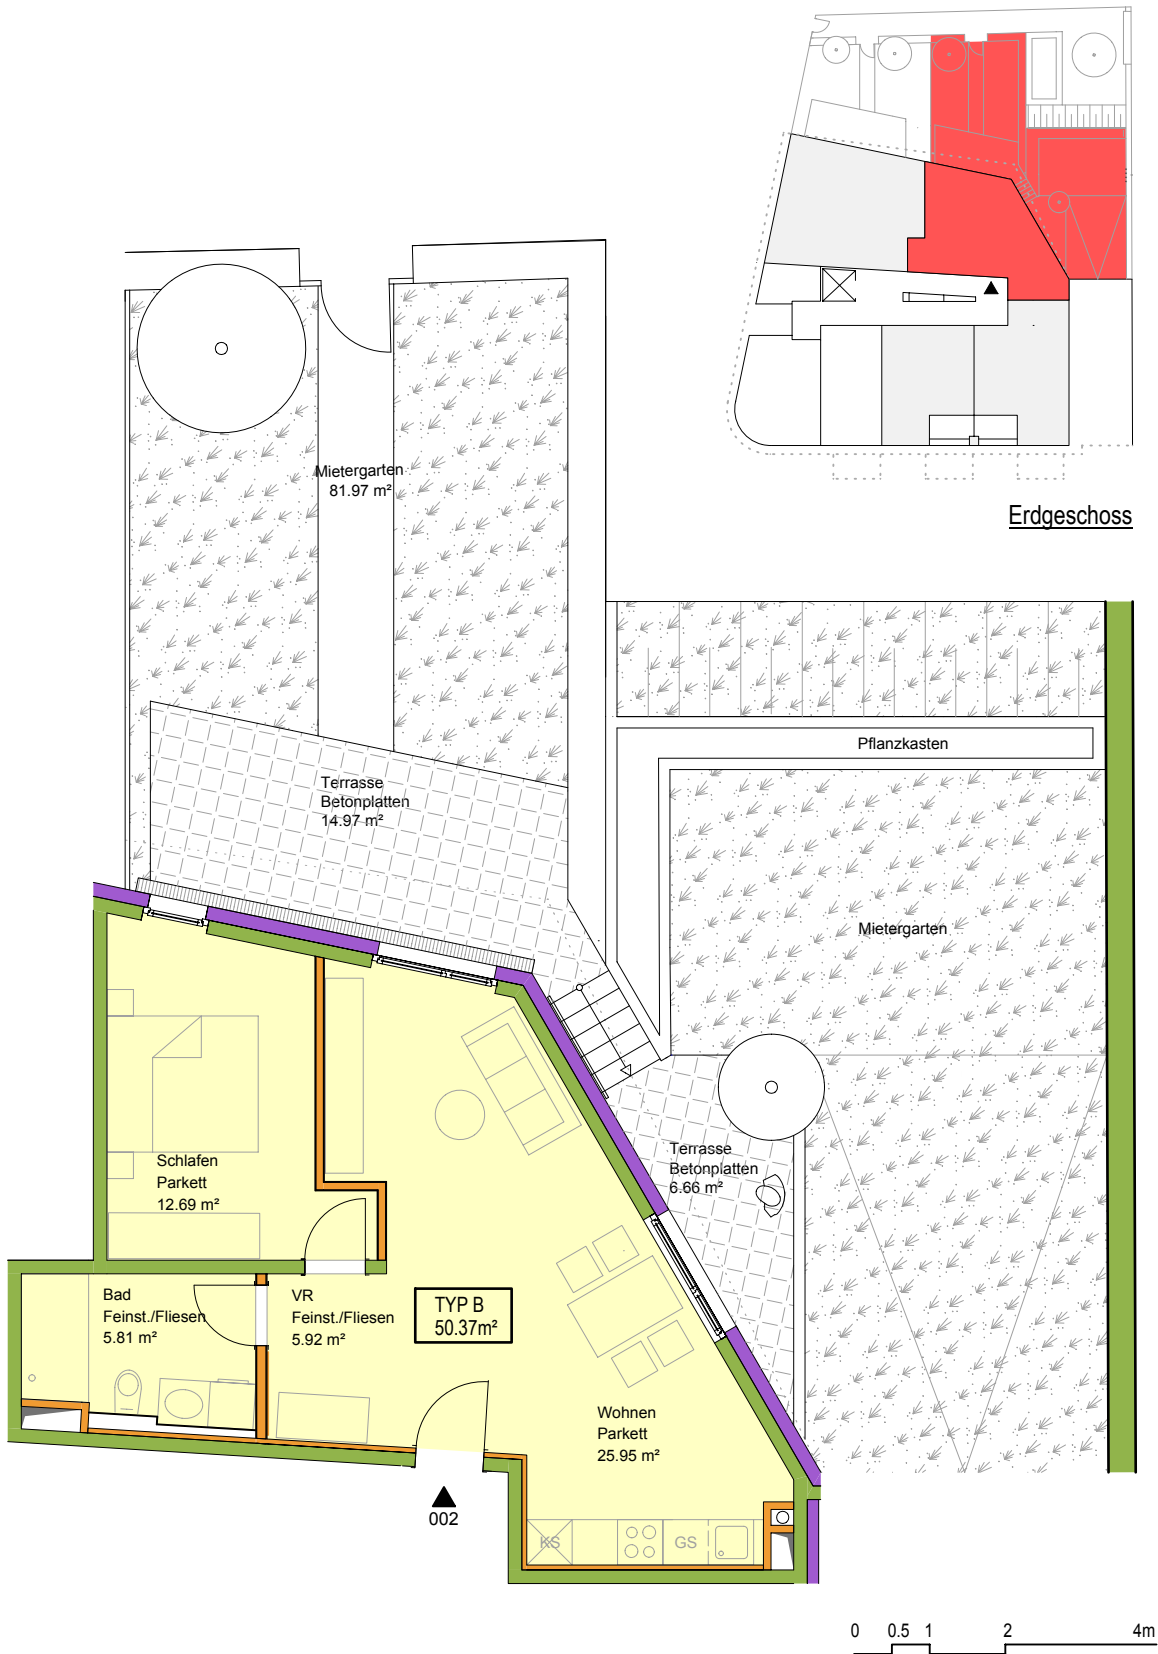 Erdgeschoss
Mietergarten
81.97 m²
Pflanzkasten
Terrasse
Betonplatten
14.97 m²
Mietergarten
Terrasse
Betonplatten
6.66 m²
Schlafen
Parkett
12.69 m²
Bad
Feinst./Fliesen
5.81 m²
VR
Feinst./Fliesen
5.92 m²
TYP B
50.37m²
Wohnen
Parkett
25.95 m²
002
KS
GS
0 0.5 1 2 4m